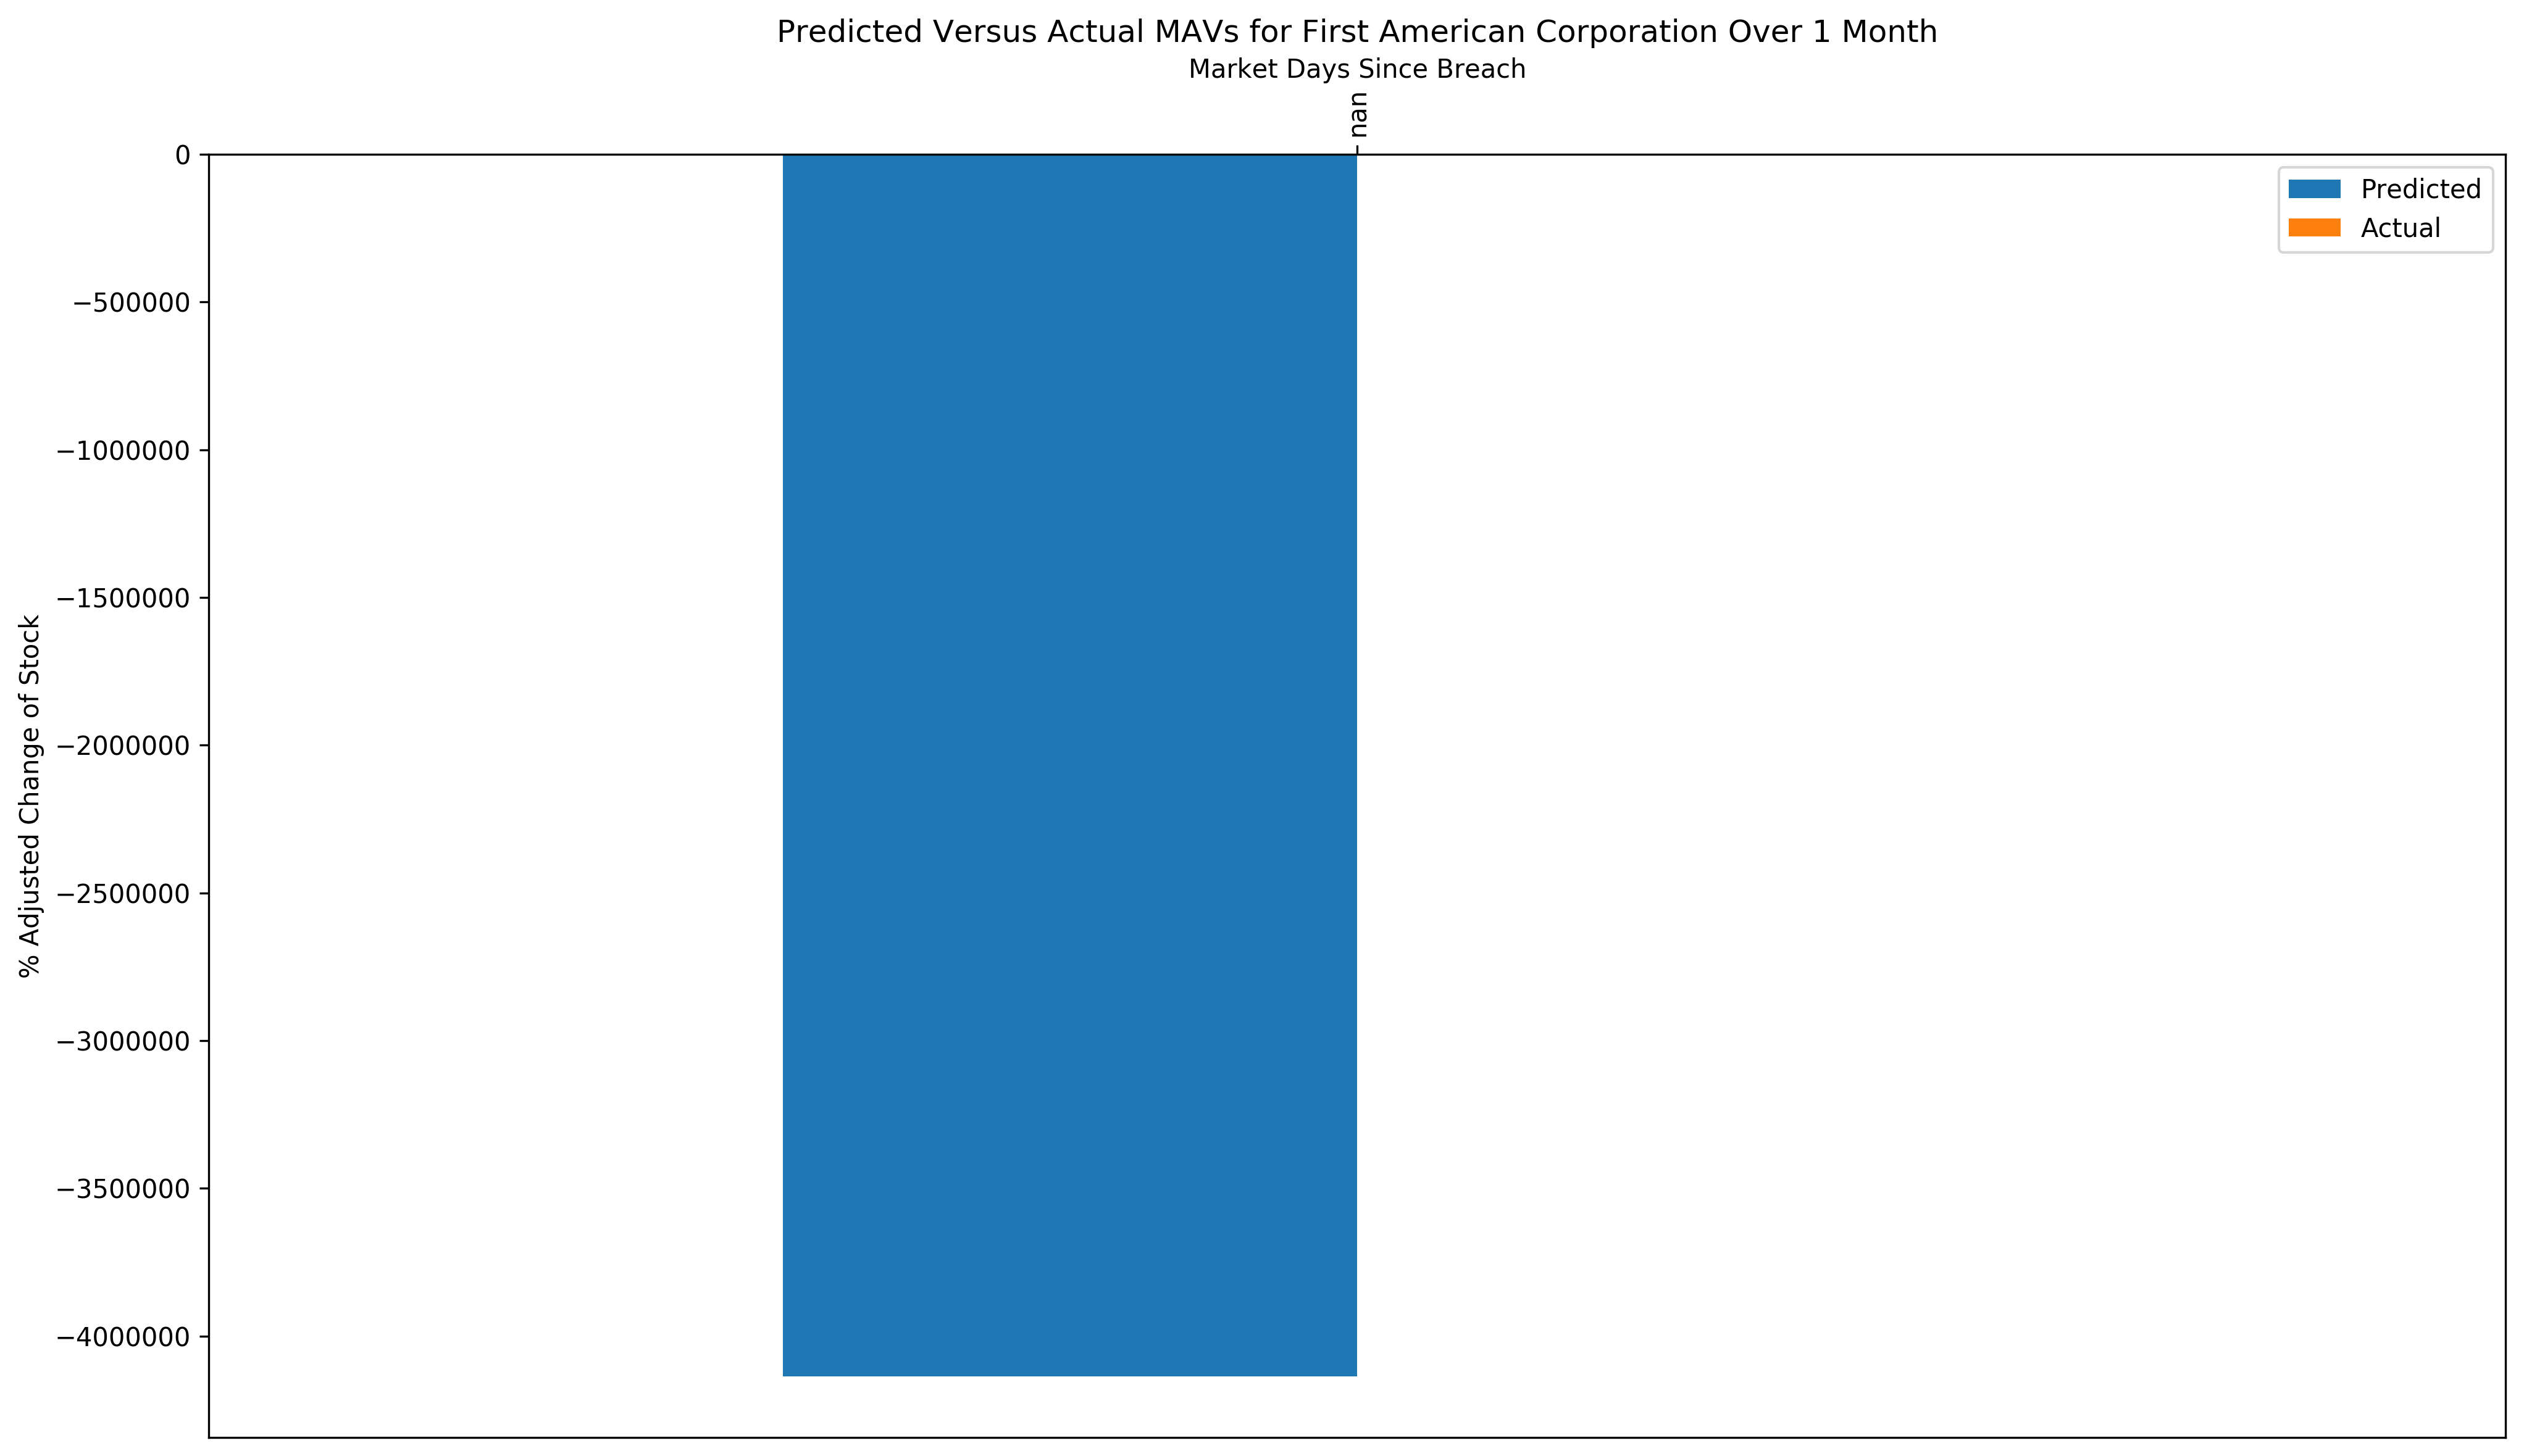 Predicted Versus Actual MAVs for First American Corporation Over 1 Month
Market Days Since Breach
nan
Predicted
Actual
0
−500000
−1000000
−1500000
−2000000
−2500000
−3000000
−3500000
−4000000
% Adjusted Change of Stock